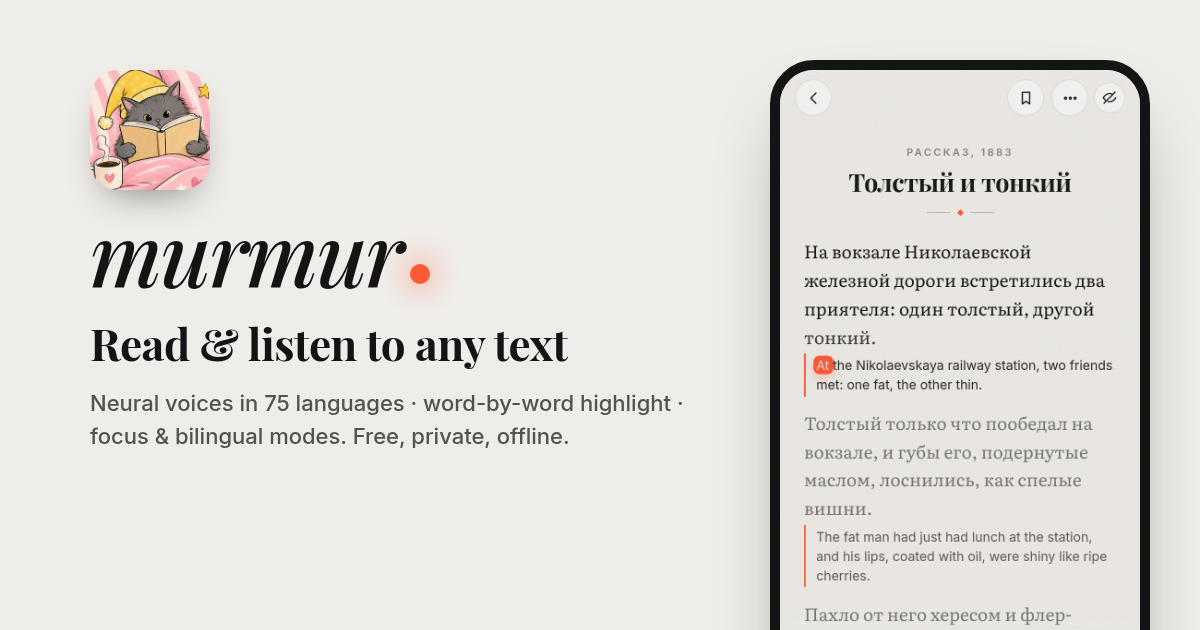 murmur.
Read & listen to any text
Neural voices in 75 languages · word-by-word highlight ·
focus & bilingual modes. Free, private, offline.
РАССКАЗ, 1883
Толстый и тонкий
На вокзале Николаевской
железной дороги встретились два
приятеля: один толстый, другой
тонкий.
At the Nikolaevskaya railway station, two friends
met: one fat, the other thin.
Толстый только что пообедал на
вокзале, и губы его, подернутые
маслом, лоснились, как спелые
вишни.
The fat man had just had lunch at the station,
and his lips, coated with oil, were shiny like ripe
cherries.
Пахло от него хересом и флер-